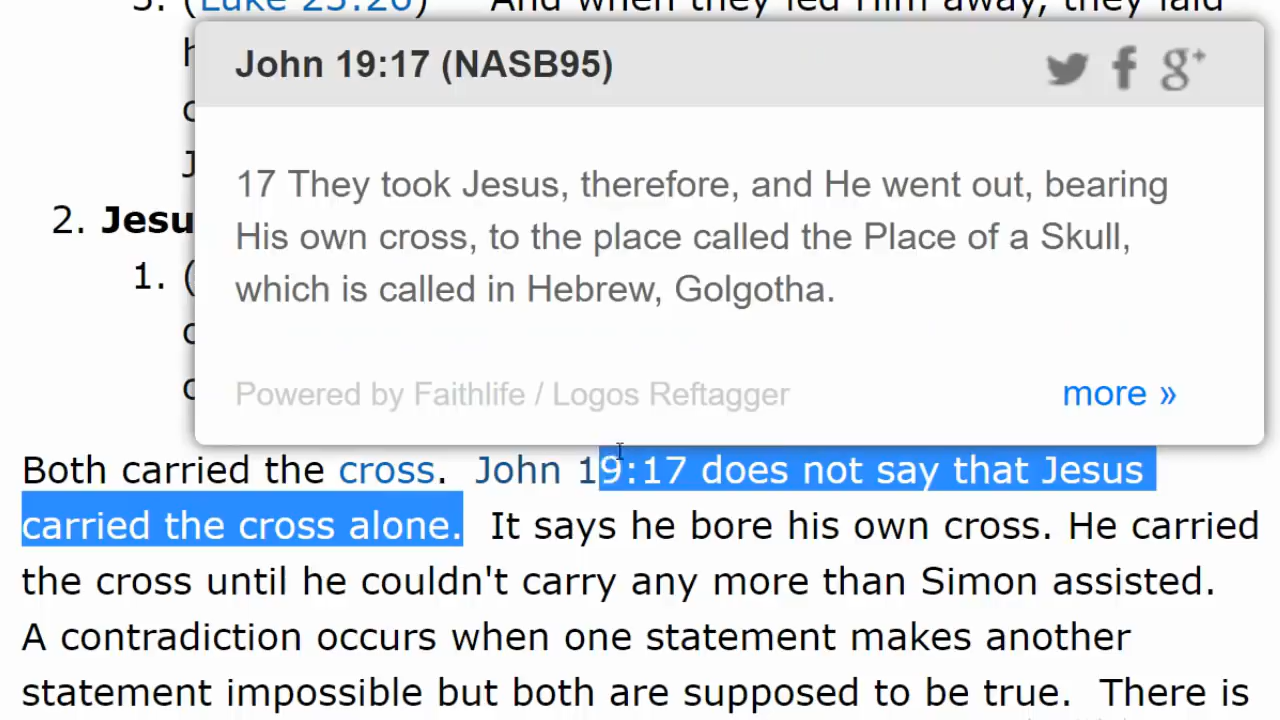 3. (Luke 23:26) And when they led Him away, they laid
John 19:17 (NASB95)
17 They took Jesus, therefore, and He went out, bearing
His own cross, to the place called the Place of a Skull,
which is called in Hebrew, Golgotha.
Powered by Faithlife / Logos Reftagger
more »
2. Jesu
1. (
Both carried the cross. John 19:17 does not say that Jesus
carried the cross alone. It says he bore his own cross. He carried
the cross until he couldn't carry any more than Simon assisted.
A contradiction occurs when one statement makes another
statement impossible but both are supposed to be true. There is